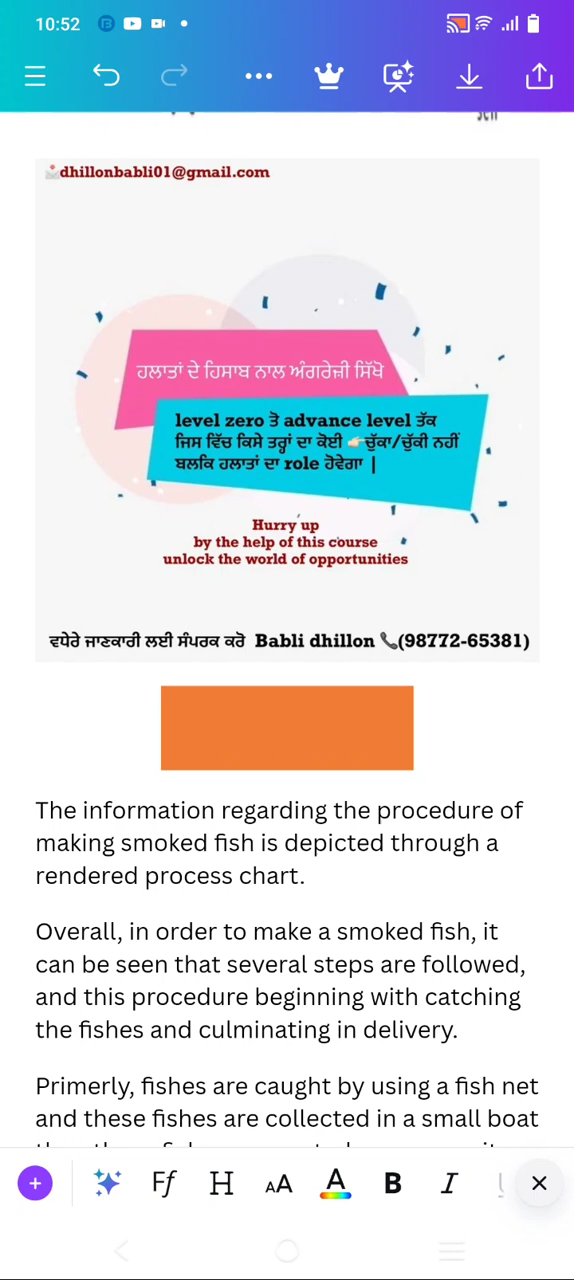 10:52
dhillonbabli01@gmail.com
ਹਲਾਤਾਂ ਦੇ ਹਿਸਾਬ ਨਾਲ ਅੰਗਰੇਜ਼ੀ ਸਿੱਖੋ
level zero ਤੋ advance level ਤੱਕ
ਜਿਸ ਵਿੱਚ ਕਿਸੇ ਤਰ੍ਹਾਂ ਦਾ ਕੋਈ 👉🏻ਚੁੱਕਾ/ਚੁੱਕੀ ਨਹੀਂ
ਬਲਕਿ ਹਲਾਤਾਂ ਦਾ role ਹੋਵੇਗਾ |
Hurry up
by the help of this course
unlock the world of opportunities
ਵਧੇਰੇ ਜਾਣਕਾਰੀ ਲਈ ਸੰਪਰਕ ਕਰੋ Babli dhillon 📞(98772-65381)
The information regarding the procedure of
making smoked fish is depicted through a
rendered process chart.
Overall, in order to make a smoked fish, it
can be seen that several steps are followed,
and this procedure beginning with catching
the fishes and culminating in delivery.
Primerly, fishes are caught by using a fish net
and these fishes are collected in a small boat
Ff H AA A B I